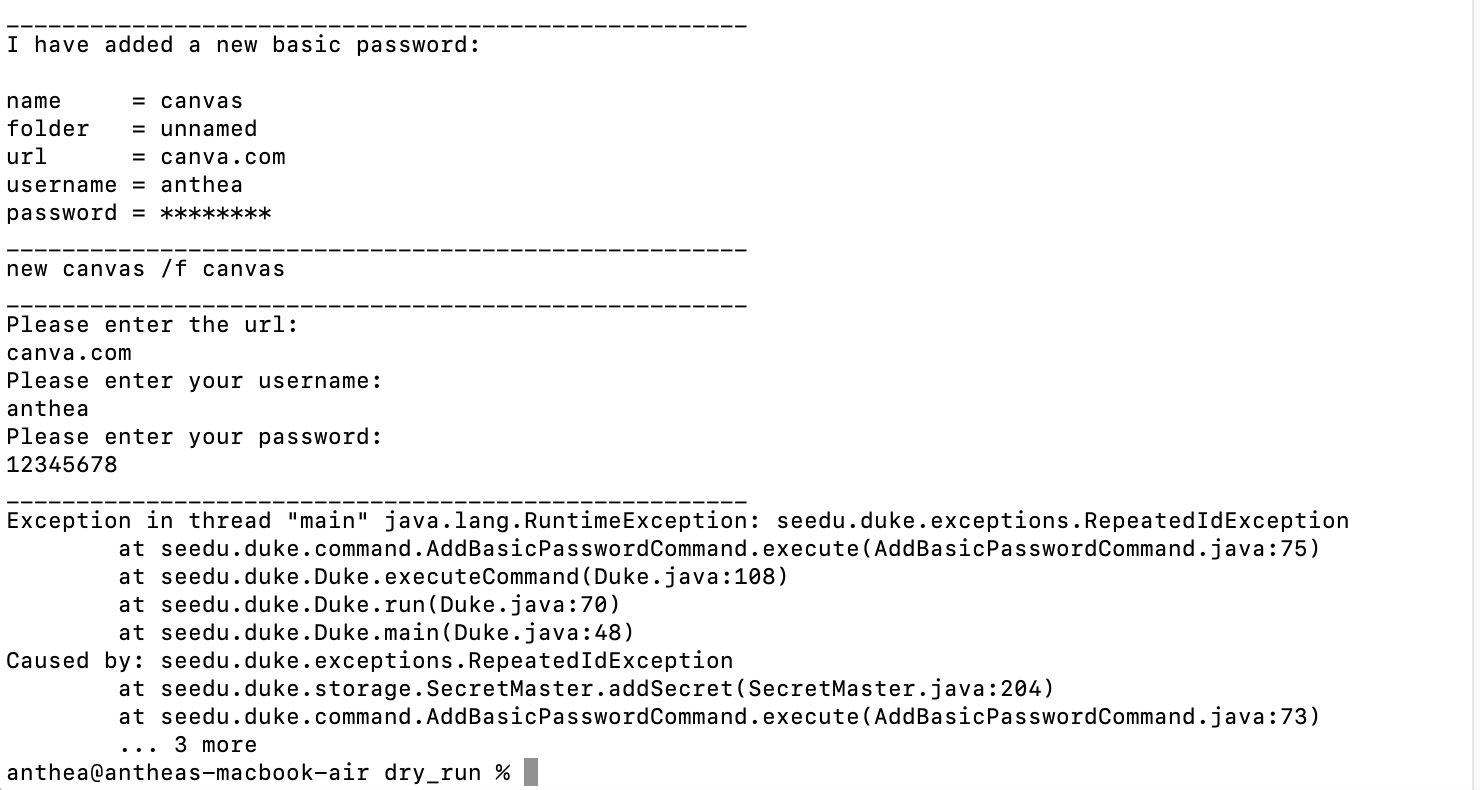 _____________________________________________________
I have added a new basic password:
name     = canvas
folder   = unnamed
url      = canva.com
username = anthea
password = ********
_____________________________________________________
new canvas /f canvas
_____________________________________________________
Please enter the url:
canva.com
Please enter your username:
anthea
Please enter your password:
12345678
_____________________________________________________
Exception in thread "main" java.lang.RuntimeException: seedu.duke.exceptions.RepeatedIdException
        at seedu.duke.command.AddBasicPasswordCommand.execute(AddBasicPasswordCommand.java:75)
        at seedu.duke.Duke.executeCommand(Duke.java:108)
        at seedu.duke.Duke.run(Duke.java:70)
        at seedu.duke.Duke.main(Duke.java:48)
Caused by: seedu.duke.exceptions.RepeatedIdException
        at seedu.duke.storage.SecretMaster.addSecret(SecretMaster.java:204)
        at seedu.duke.command.AddBasicPasswordCommand.execute(AddBasicPasswordCommand.java:73)
        ... 3 more
anthea@antheas-macbook-air dry_run %